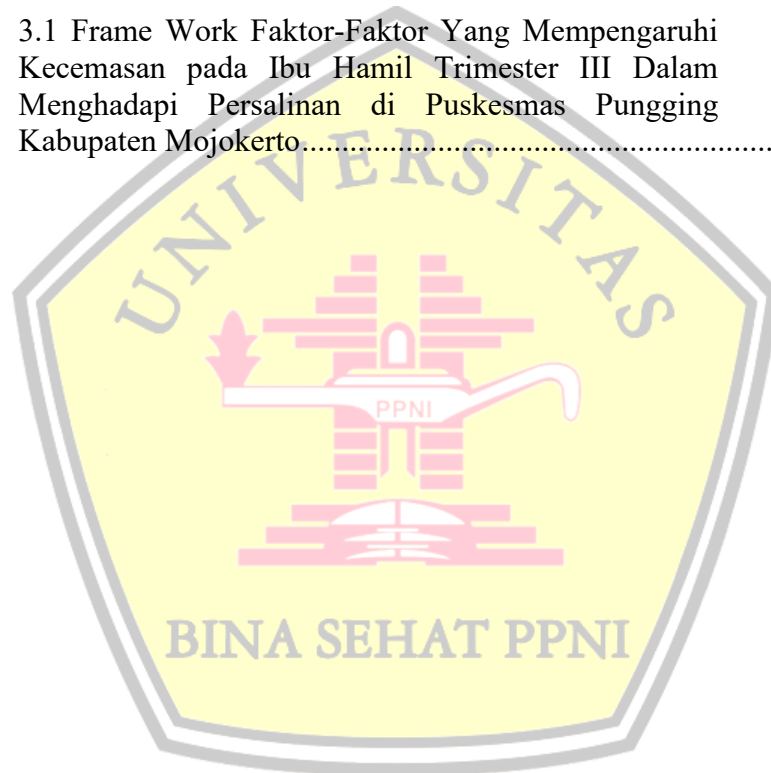 3.1 Frame Work Faktor-Faktor Yang Mempengaruhi
Kecemasan pada Ibu Hamil Trimester III Dalam
Menghadapi Persalinan di Puskesmas Pungging
Kabupaten Mojokerto..........................................................
UNIVERSITAS
PPNI
BINA SEHAT PPNI